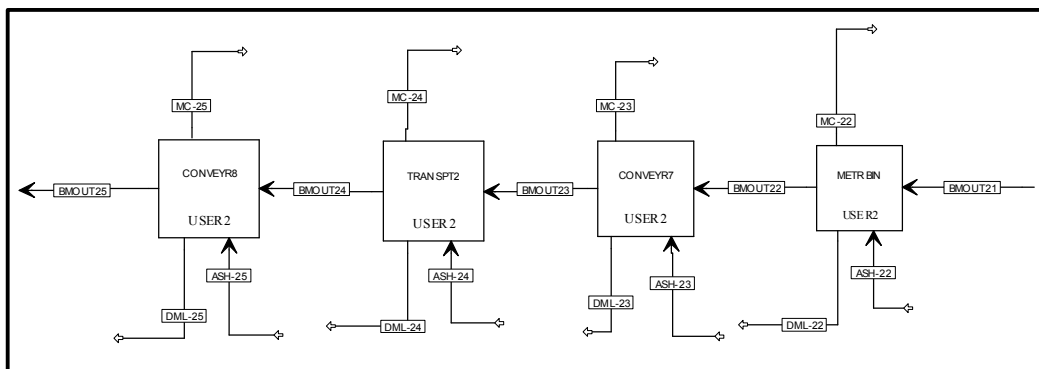 MC-25
MC-24
MC-23
MC-22
CONVEYR8
USER2
TRANSPT2
USER2
CONVEYR7
USER2
METRBIN
USER2
BMOUT25
BMOUT24
BMOUT23
BMOUT22
BMOUT21
ASH-25
ASH-24
ASH-23
ASH-22
DML-25
DML-24
DML-23
DML-22